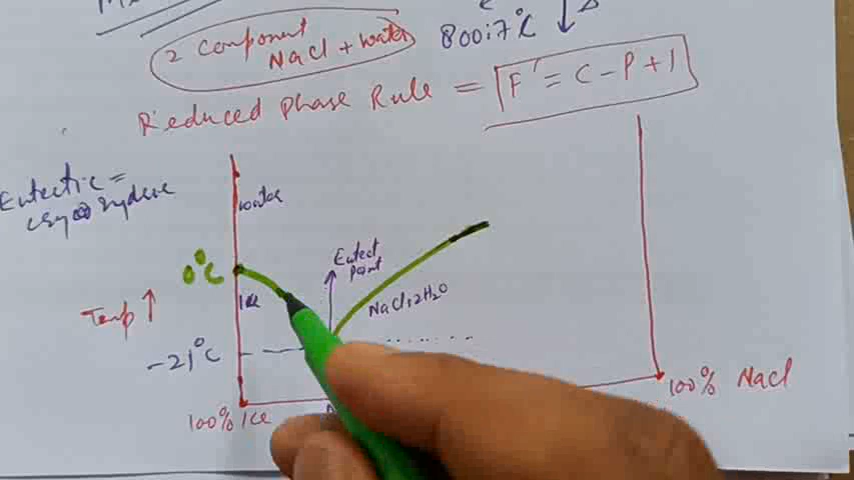 2 Component
NaCl + water
800.7°C
Reduced Phase Rule = F' = C - P + 1
Eutectic =
water
0°C
Eutect
point
Temp ↑
Ice
NaCl.2H₂O
-21°C
100% Ice
100% NaCl